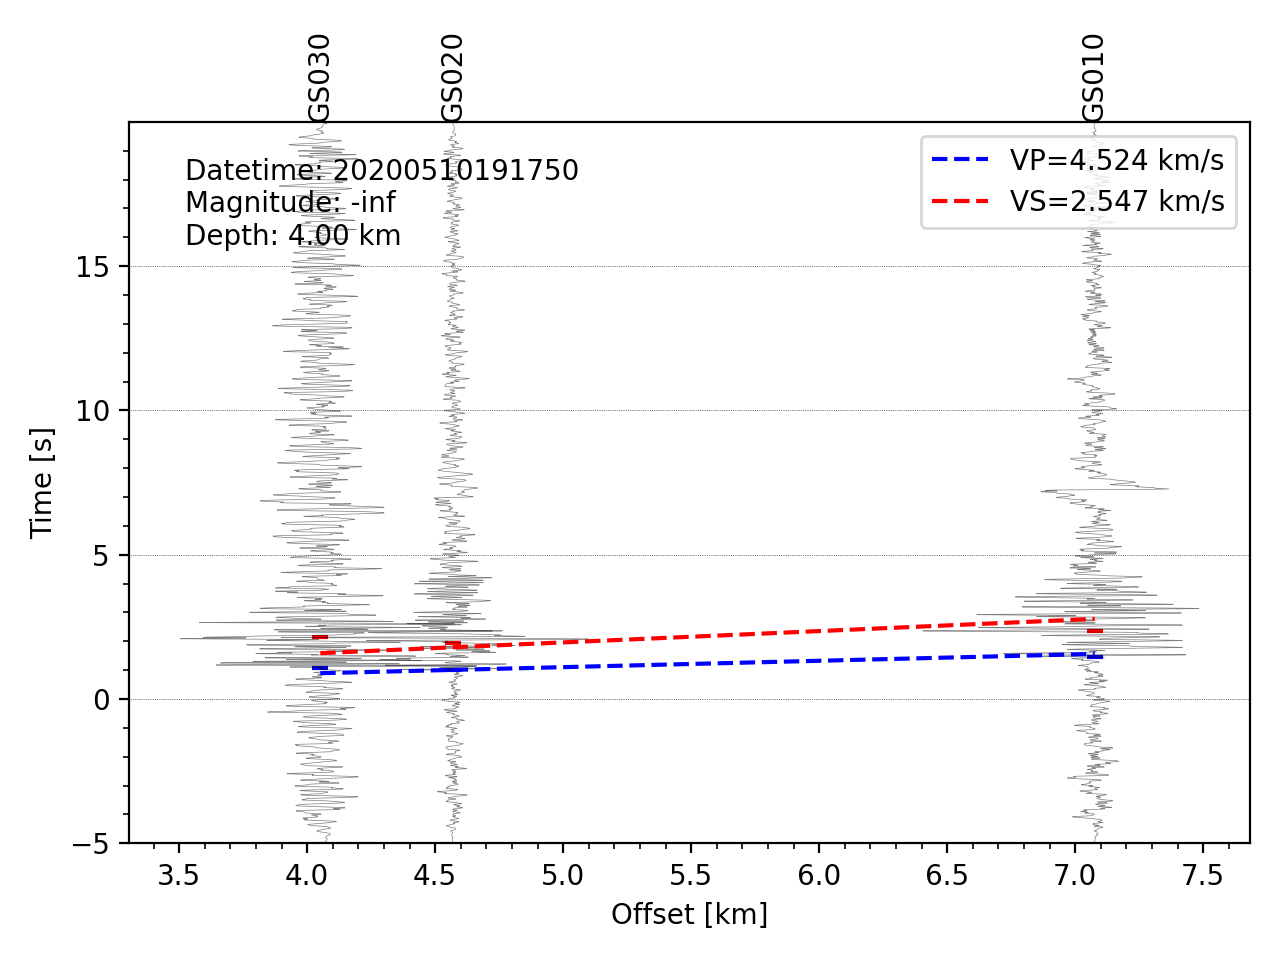 GS030
GS020
GS010
Datetime: 20200510191750
Magnitude: -inf
Depth: 4.00 km
VP=4.524 km/s
VS=2.547 km/s
15
10
5
0
−5
Time [s]
3.5 4.0 4.5 5.0 5.5 6.0 6.5 7.0 7.5
Offset [km]